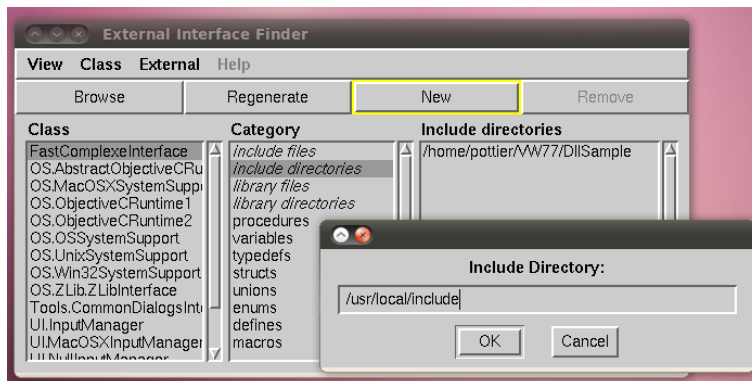 External Interface Finder
View Class External Help
Browse Regenerate New Remove
Class
FastComplexeInterface
OS.AbstractObjectiveCRu
OS.MacOSXSystemSuppo
OS.ObjectiveCRuntime1
OS.ObjectiveCRuntime2
OS.OSSystemSupport
OS.UnixSystemSupport
OS.Win32SystemSupport
OS.ZLib.ZLibInterface
Tools.CommonDialogsInt
UI.InputManager
UI.MacOSXInputManager
UI.NullInputManager
Category
include files
include directories
library files
library directories
procedures
variables
typedefs
structs
unions
enums
defines
macros
Include directories
/home/pottier/VW77/DllSample
Include Directory:
/usr/local/include
OK Cancel